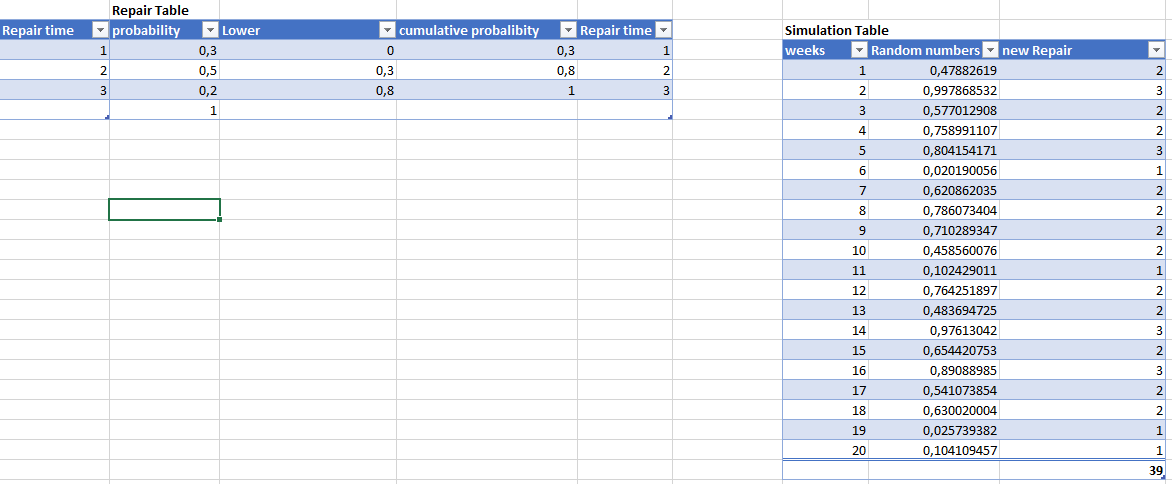 Repair Table
Repair time probability Lower cumulative probalibity Repair time
1 0,3 0 0,3 1
2 0,5 0,3 0,8 2
3 0,2 0,8 1 3
1
Simulation Table
weeks Random numbers new Repair
1 0,47882619 2
2 0,997868532 3
3 0,577012908 2
4 0,758991107 2
5 0,804154171 3
6 0,020190056 1
7 0,620862035 2
8 0,786073404 2
9 0,710289347 2
10 0,458560076 2
11 0,102429011 1
12 0,764251897 2
13 0,483694725 2
14 0,97613042 3
15 0,654420753 2
16 0,89088985 3
17 0,541073854 2
18 0,630020004 2
19 0,025739382 1
20 0,104109457 1
39